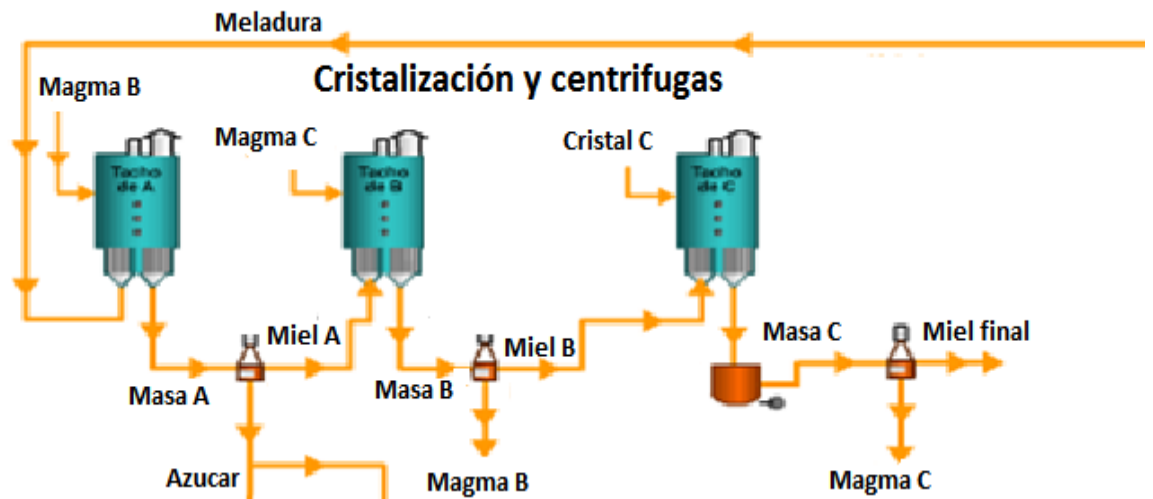 Meladura
Cristalización y centrifugas
Magma B
Magma C
Cristal C
Tacho
de A
Tacho
de B
Tacho
de C
Miel A
Miel B
Masa C
Miel final
Masa A
Masa B
Azucar
Magma B
Magma C